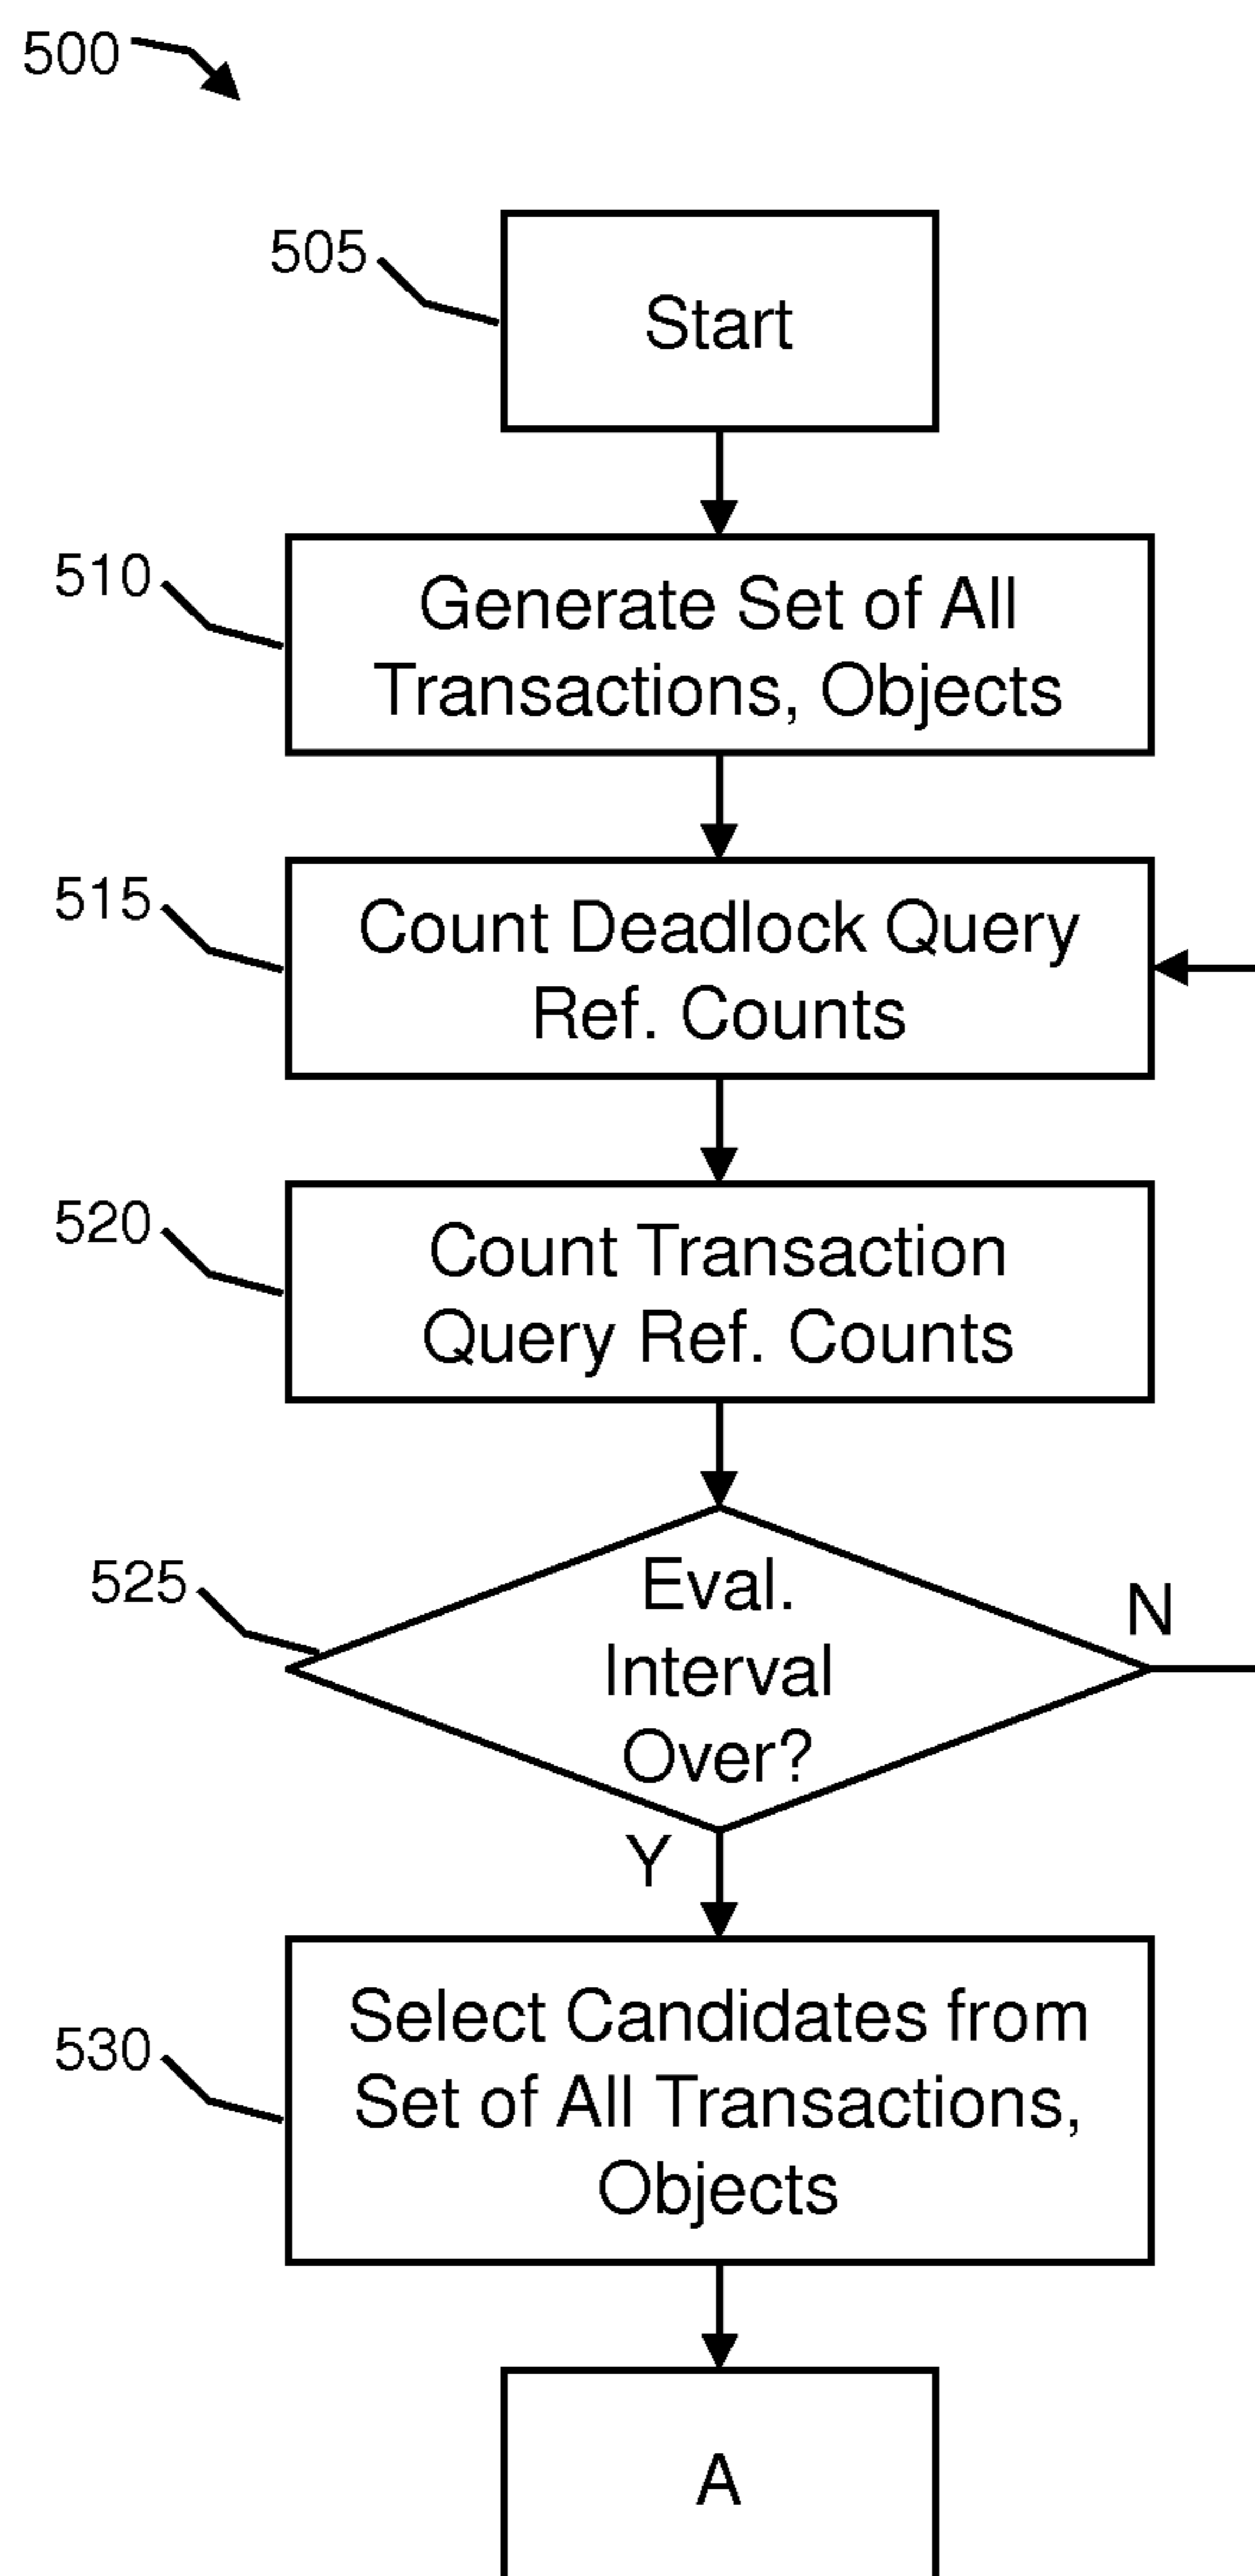 500
505
Start
510
Generate Set of All
Transactions, Objects
515
Count Deadlock Query
Ref. Counts
520
Count Transaction
Query Ref. Counts
525
Eval.
Interval
Over?
N
Y
530
Select Candidates from
Set of All Transactions,
Objects
A